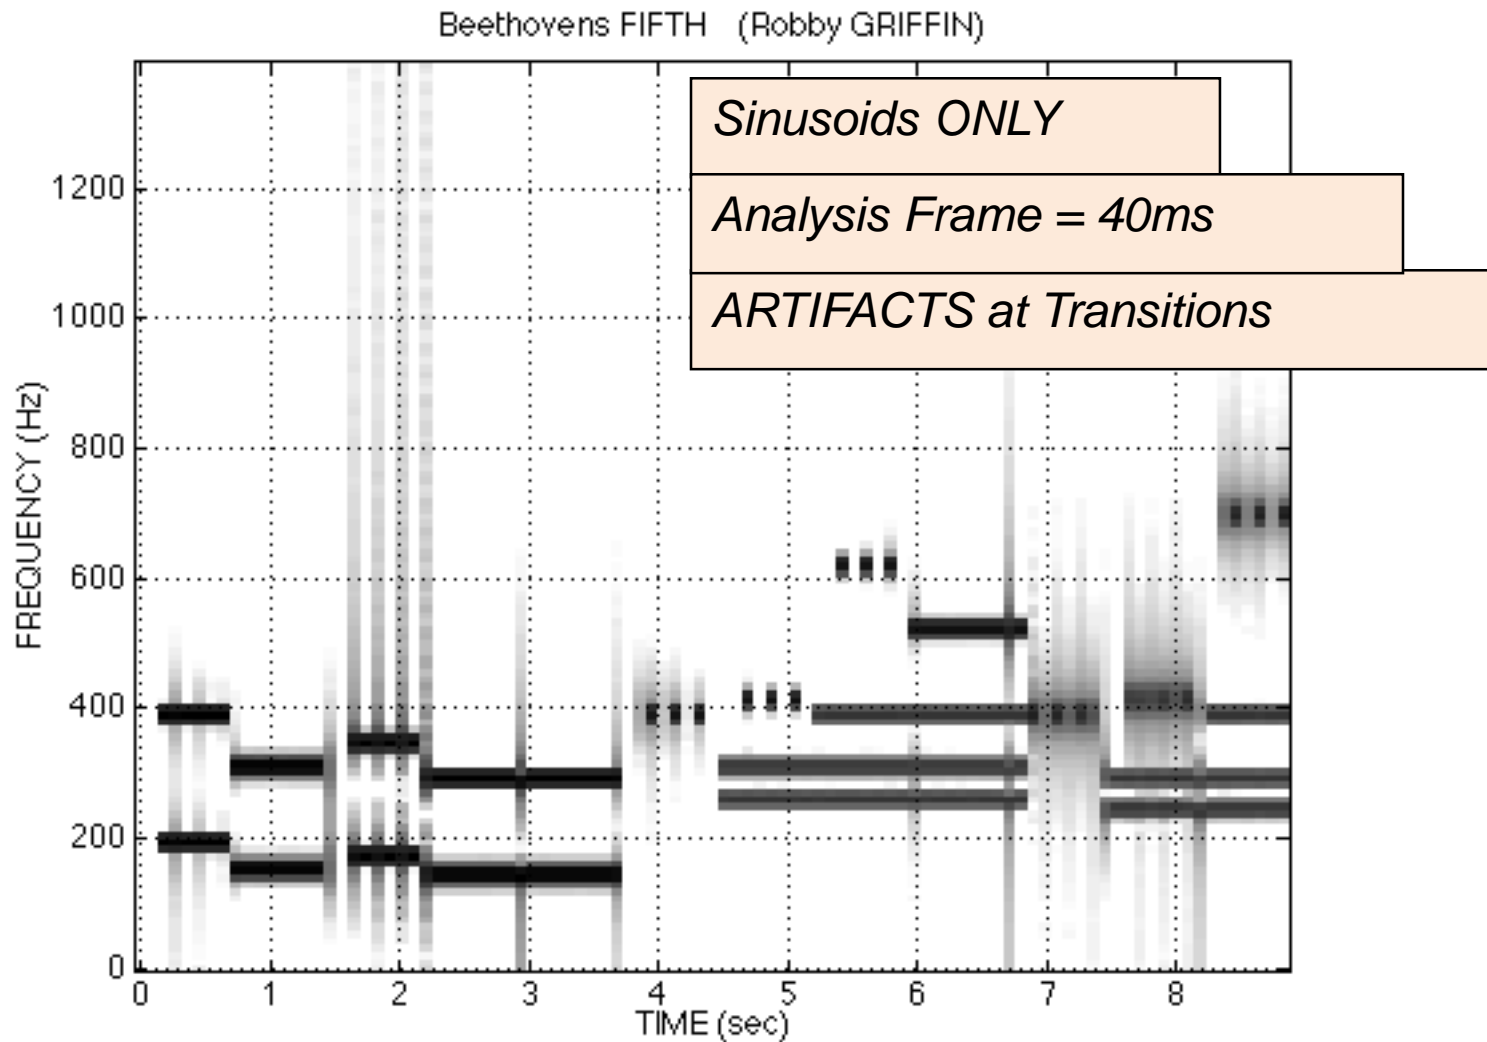 Beethovens FIFTH (Robby GRIFFIN)
Sinusoids ONLY
Analysis Frame = 40ms
ARTIFACTS at Transitions
FREQUENCY (Hz)
1200
1000
800
600
400
200
0
0 1 2 3 4 5 6 7 8
TIME (sec)